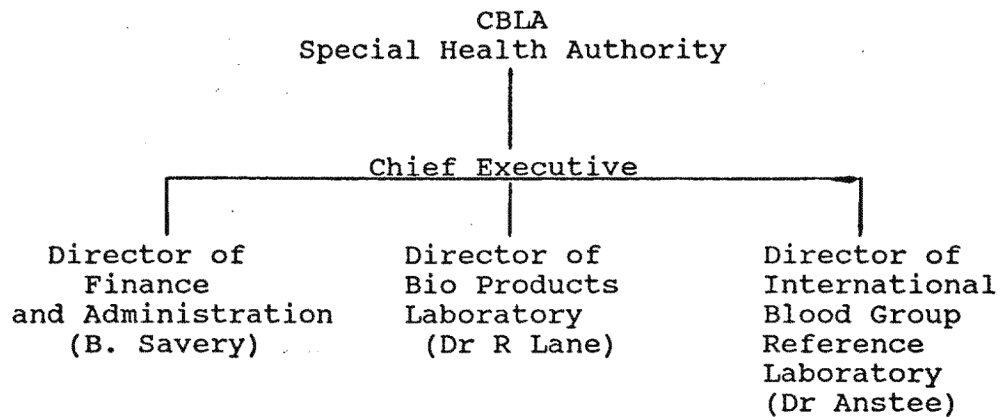 CBLA
Special Health Authority
Chief Executive
Director of
Finance
and Administration
(B. Savery)
Director of
Bio Products
Laboratory
(Dr R Lane)
Director of
International
Blood Group
Reference
Laboratory
(Dr Anstee)